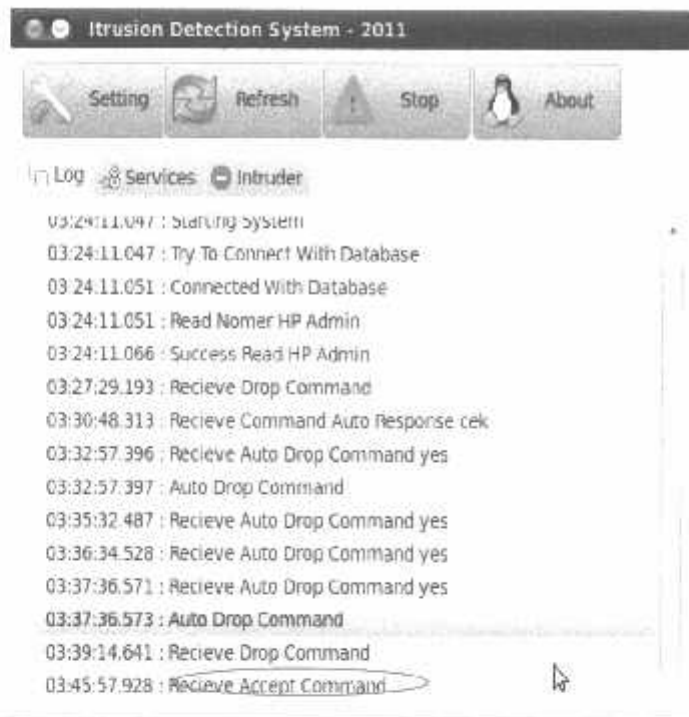 Itrusion Detection System - 2011
Setting Refresh Stop About
Log Services Intruder
03:24:11.047 : Starting System
03:24:11.047 : Try To Connect With Database
03:24:11.051 : Connected With Database
03:24:11.051 : Read Nomer HP Admin
03:24:11.066 : Success Read HP Admin
03:27:29.193 : Recieve Drop Command
03:30:48.313 : Recieve Command Auto Response cek
03:32:57.396 : Recieve Auto Drop Command yes
03:32:57.397 : Auto Drop Command
03:35:32.487 : Recieve Auto Drop Command yes
03:36:34.528 : Recieve Auto Drop Command yes
03:37:36.571 : Recieve Auto Drop Command yes
03:37:36.573 : Auto Drop Command
03:39:14.641 : Recieve Drop Command
03:45:57.928 : Recieve Accept Command